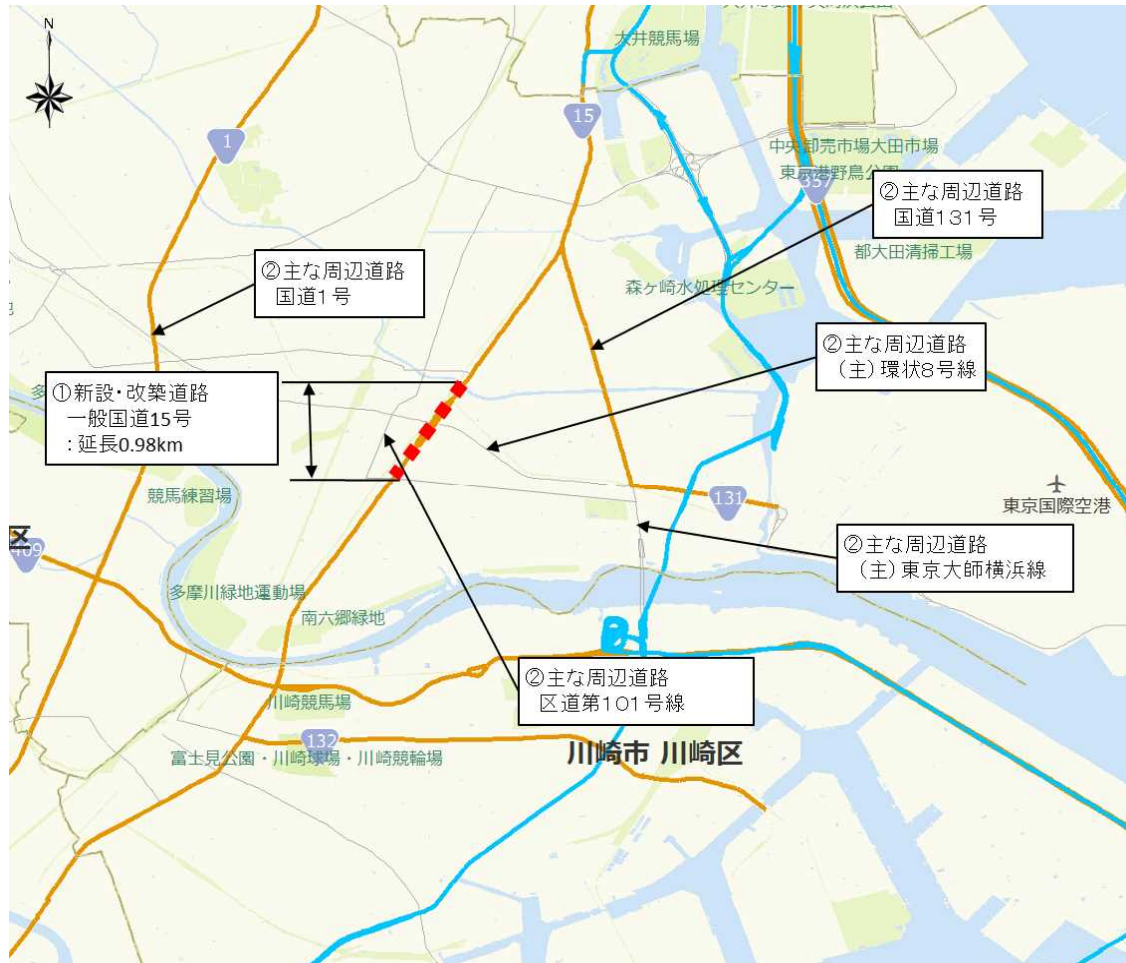 N
大井競馬場
15
1
中央卸売市場大田市場
東京港野鳥公園
357
②主な周辺道路
国道131号
都大田清掃工場
②主な周辺道路
国道1号
森ヶ崎水処理センター
②主な周辺道路
(主)環状8号線
①新設・改築道路
一般国道15号
:延長0.98km
多
競馬練習場
131
東京国際空港
区
409
②主な周辺道路
(主)東京大師横浜線
多摩川緑地運動場
南六郷緑地
②主な周辺道路
区道第101号線
川崎競馬場
132
川崎市 川崎区
富士見公園・川崎球場・川崎競輪場